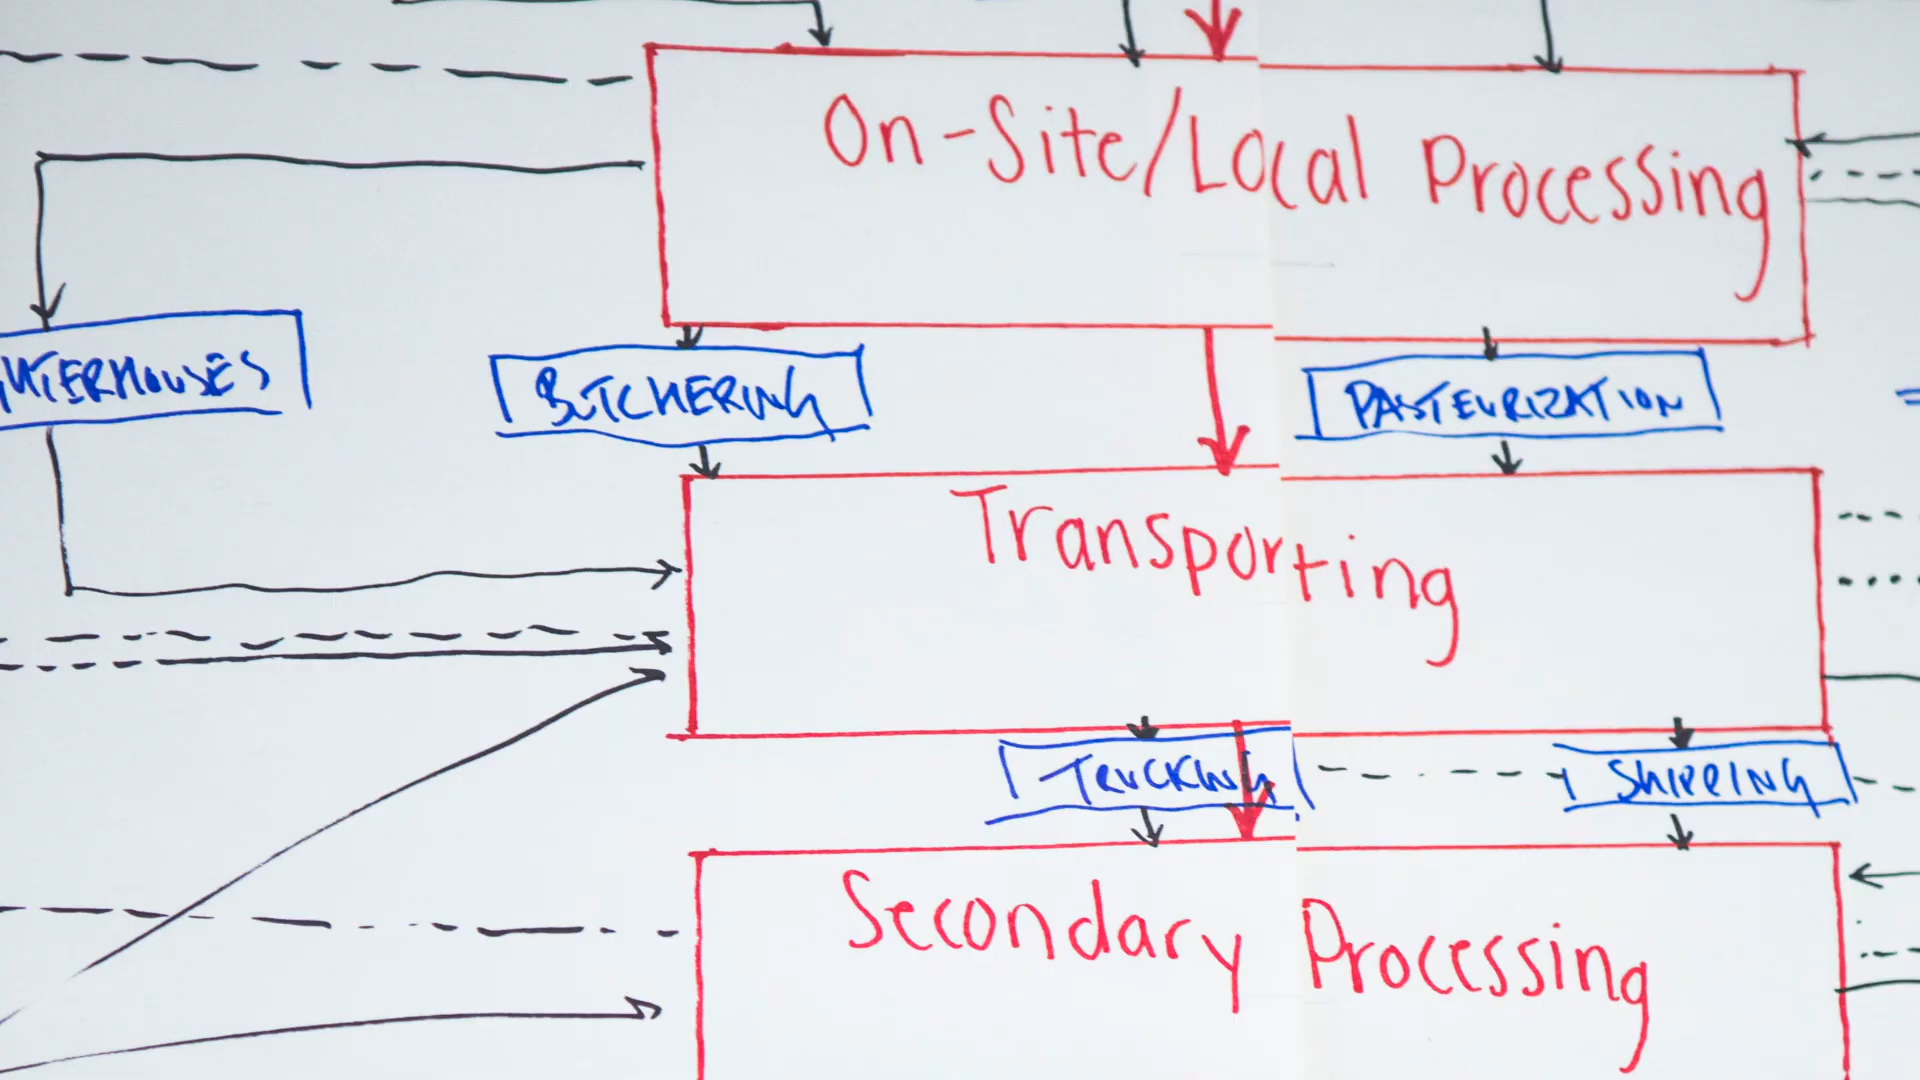 On-Site/Local Processing
BUTCHERING
PASTEURIZATION
Transporting
TRUCKING
SHIPPING
Secondary Processing